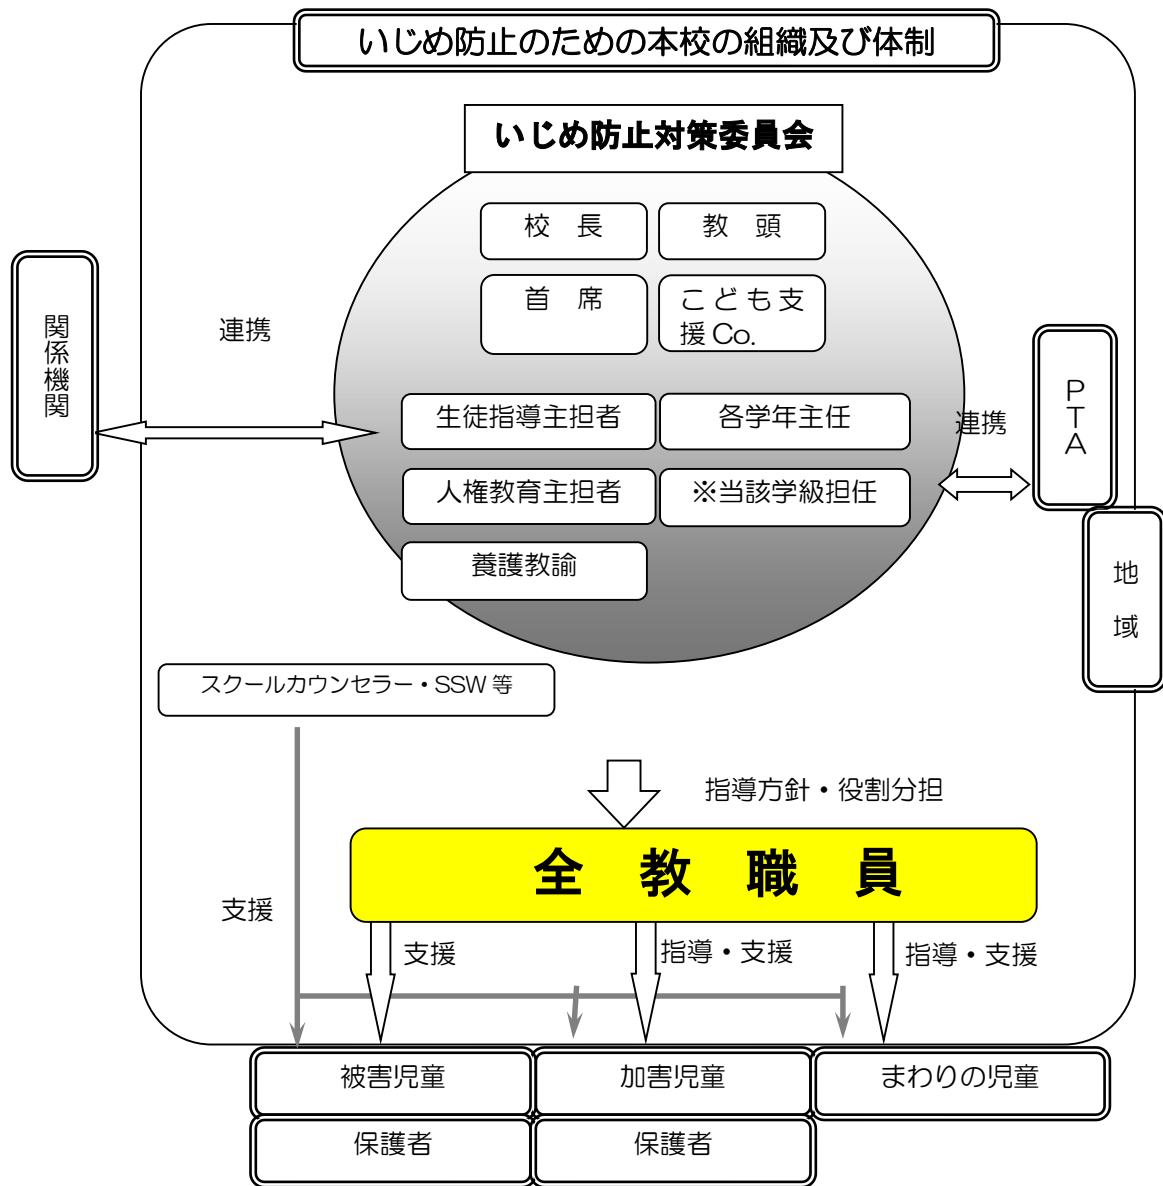 いじめ防止のための本校の組織及び体制
いじめ防止対策委員会
校　長
教　頭
首　席
こども支
援 Co.
関係機関
連携
生徒指導主担者
各学年主任
連携
PTA
人権教育主担者
※当該学級担任
養護教諭
地域
スクールカウンセラー・SSW 等
指導方針・役割分担
全　教　職　員
支援
支援
指導・支援
指導・支援
被害児童
加害児童
まわりの児童
保護者
保護者